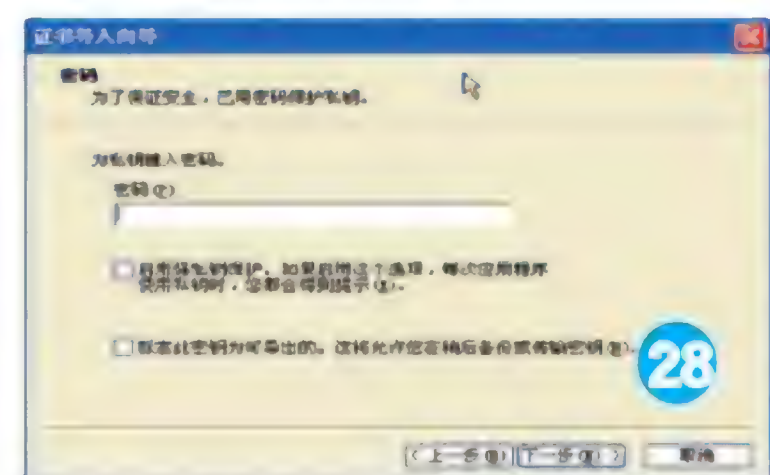 证书导入向导
密码
为了保证安全，已用密码保护私钥。
为私钥键入密码。
密码(P):
启用强私钥保护。如果启用这个选项，每次应用程序
使用私钥时，您都会得到提示(E)。
标志此密钥为可导出的。这将允许您在稍后备份或传输密钥(M)。
28
< 上一步(B)
下一步(N) >
取消